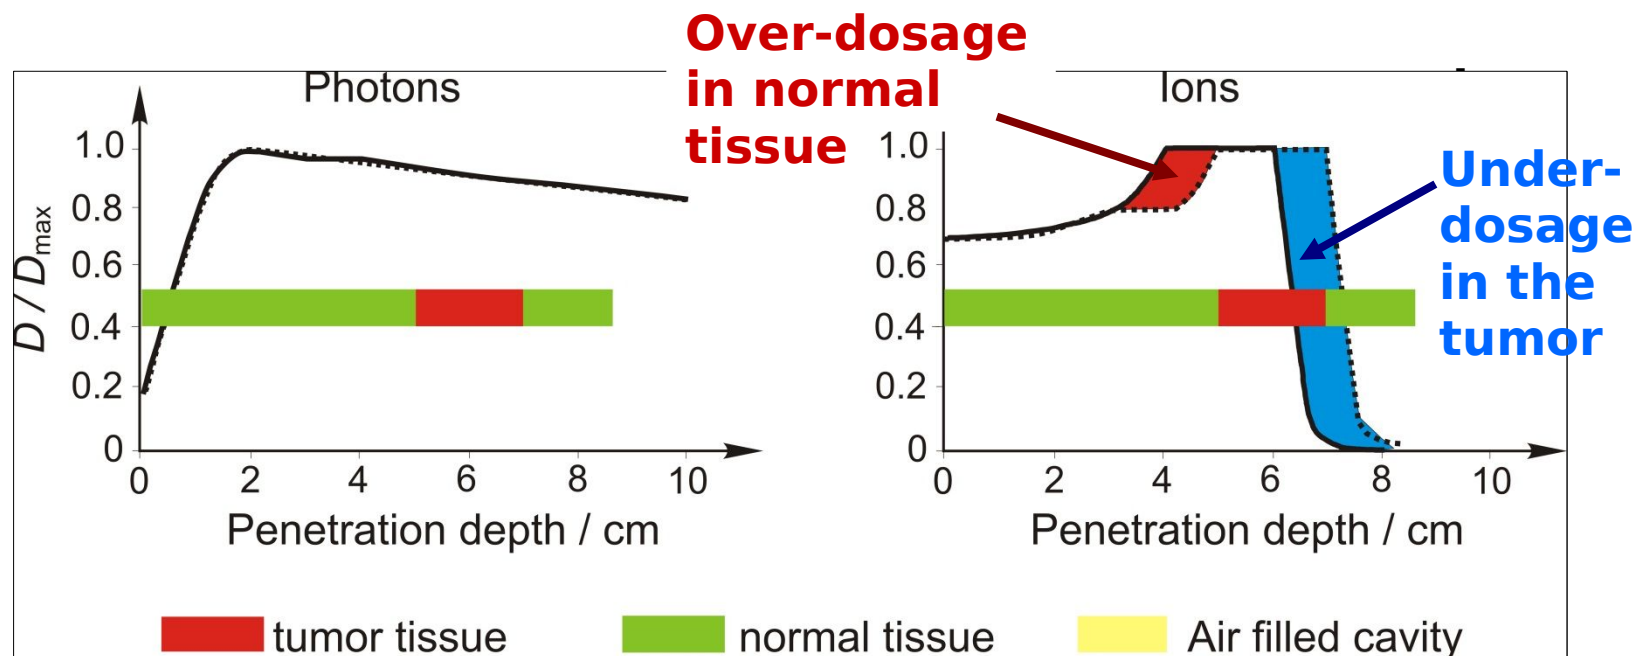 Over-dosage
in normal
tissue
Photons
1.0
0.8
0.6
0.4
0.2
0
D / Dmax
0 2 4 6 8 10
Penetration depth / cm
Ions
1.0
0.8
0.6
0.4
0.2
0
0 2 4 6 8 10
Penetration depth / cm
Under-
dosage
in the
tumor
tumor tissue
normal tissue
Air filled cavity